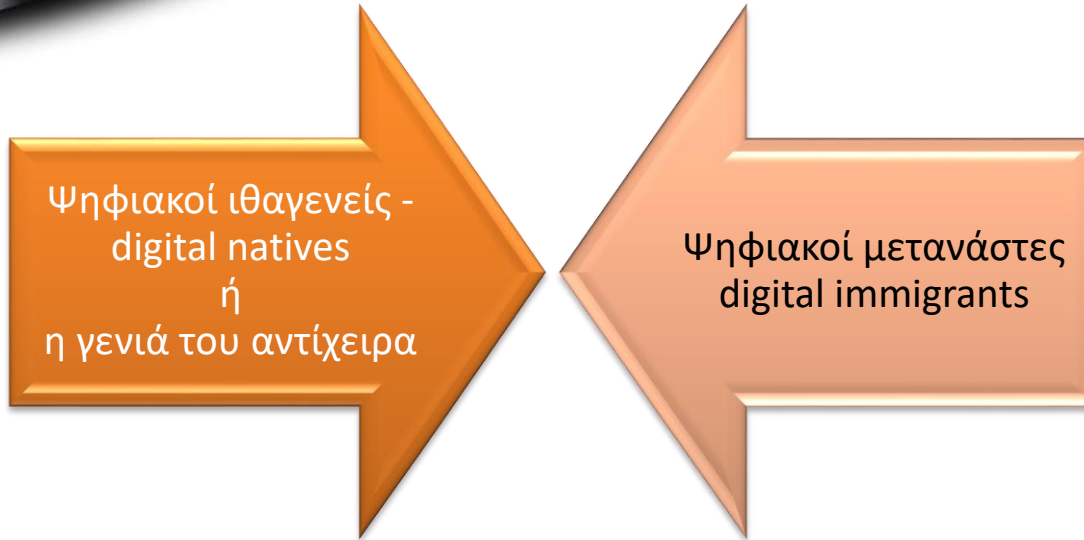 Ψηφιακοί ιθαγενείς -
digital natives
ή
η γενιά του αντίχειρα
Ψηφιακοί μετανάστες
digital immigrants